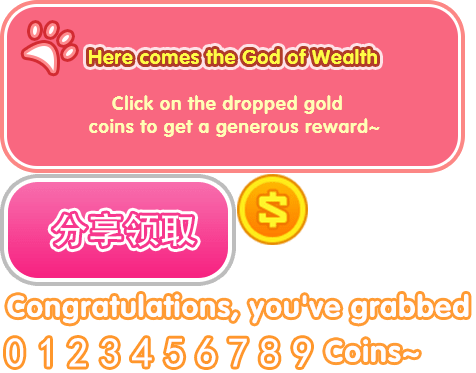 Here comes the God of Wealth
Click on the dropped gold
coins to get a generous reward~
分享领取
$
Congratulations, you've grabbed
0 1 2 3 4 5 6 7 8 9 Coins~